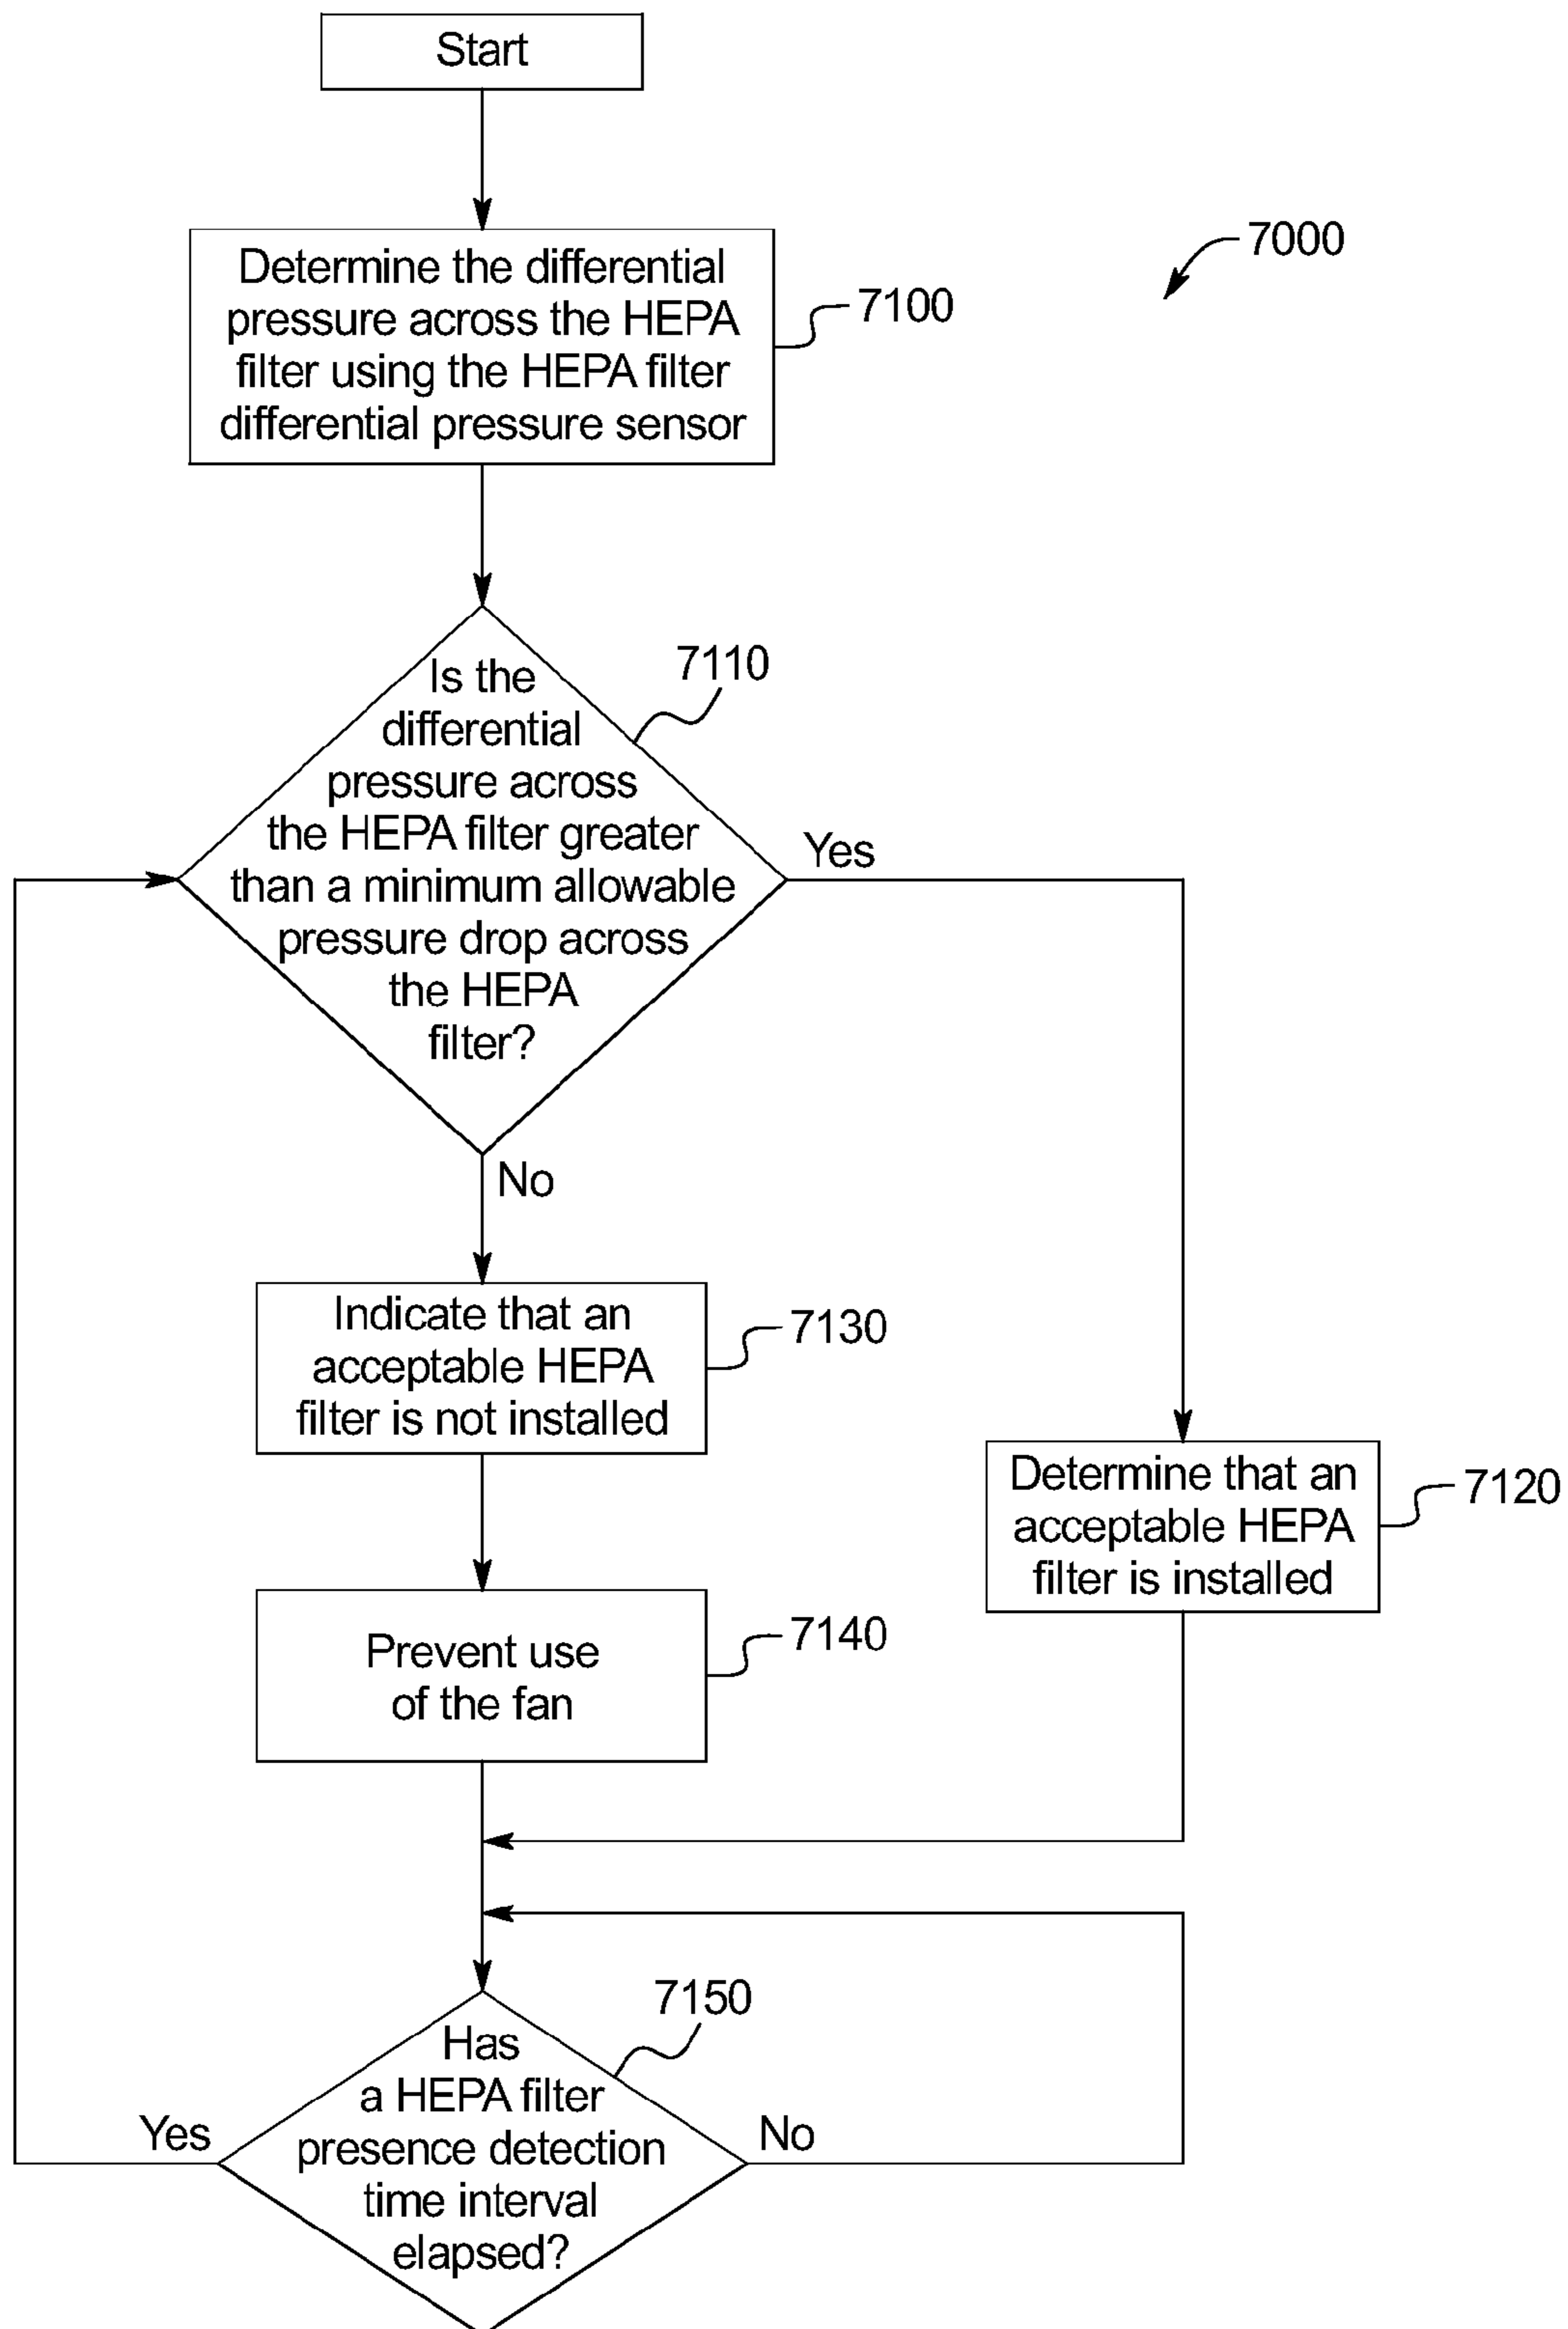 Start
7000
Determine the differential
pressure across the HEPA
filter using the HEPA filter
differential pressure sensor
7100
7110
Is the
differential
pressure across
the HEPA filter greater
than a minimum allowable
pressure drop across
the HEPA
filter?
Yes
No
Indicate that an
acceptable HEPA
filter is not installed
7130
Determine that an
acceptable HEPA
filter is installed
7120
Prevent use
of the fan
7140
7150
Has
a HEPA filter
presence detection
time interval
elapsed?
Yes
No